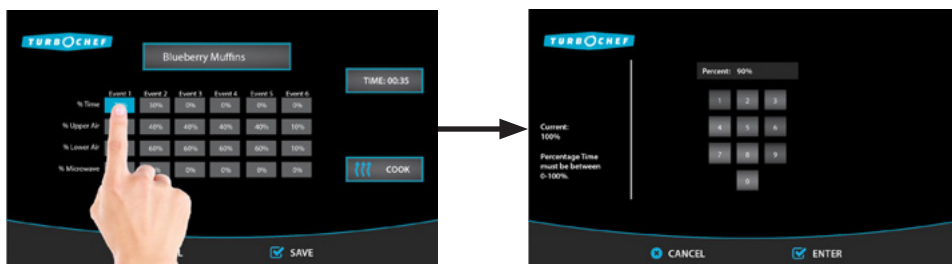 TURBOCHEF
Blueberry Muffins
TIME: 00:35
Event 1 Event 2 Event 3 Event 4 Event 5 Event 6
% Time 30% 0% 0% 0% 0%
% Upper Air 40% 40% 40% 40% 10%
% Lower Air 60% 60% 60% 60% 10%
% Microwave 0% 0% 0% 0%
COOK
SAVE
TURBOCHEF
Percent: 90%
1 2 3
4 5 6
7 8 9
0
Current:
100%
Percentage Time
must be between
0-100%.
CANCEL ENTER